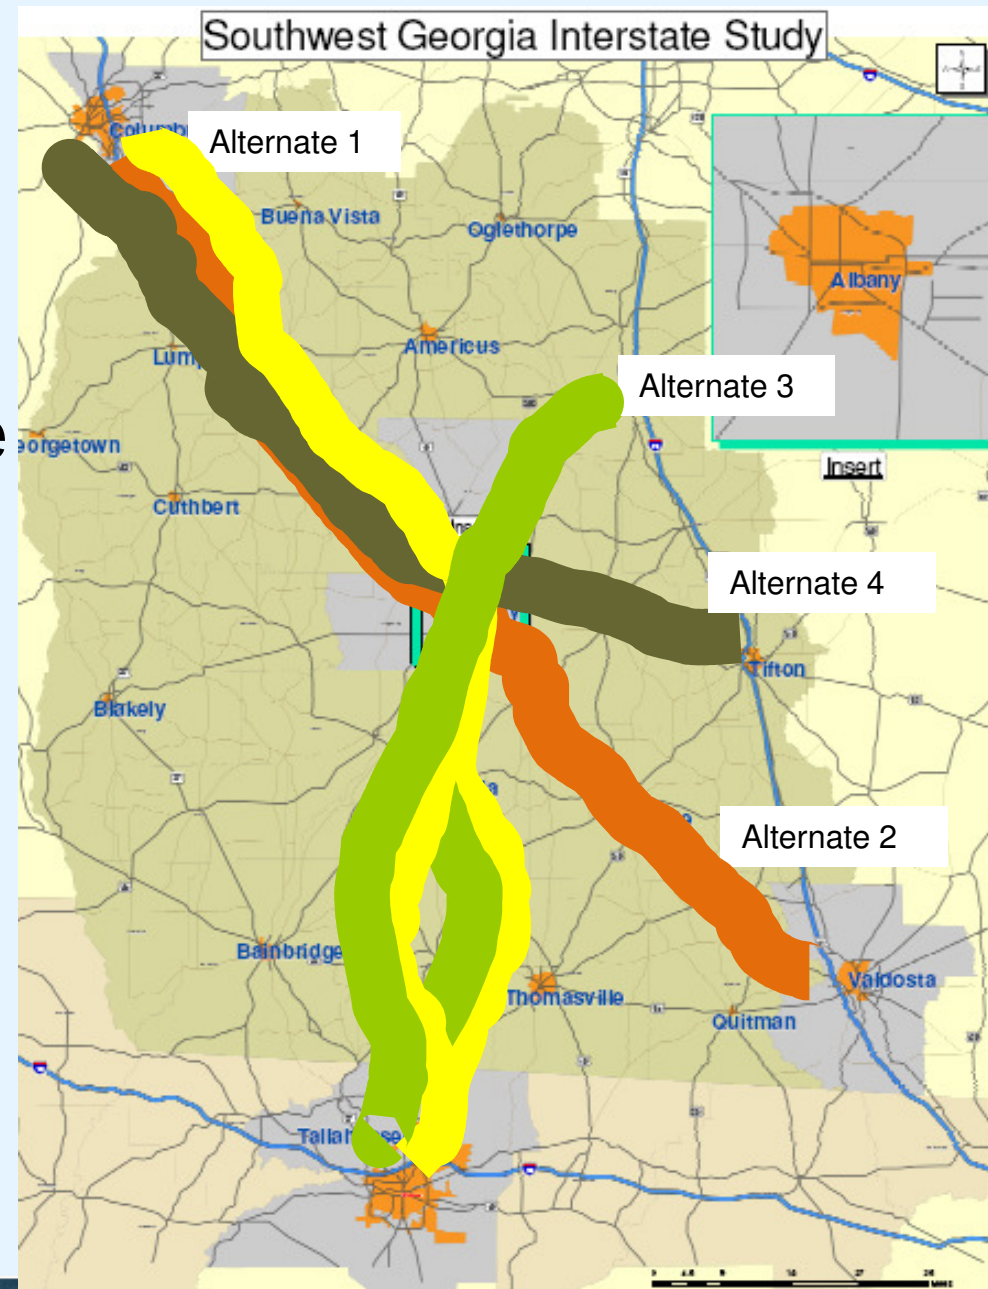 Southwest Georgia Interstate Study
Alternate 1
Buena Vista
Oglethorpe
Albany
Americus
Alternate 3
e
eorgetown
Insert
Cuthbert
Alternate 4
Tifton
Blakely
Alternate 2
Bainbridge
Valdosta
Thomasville
Quitman